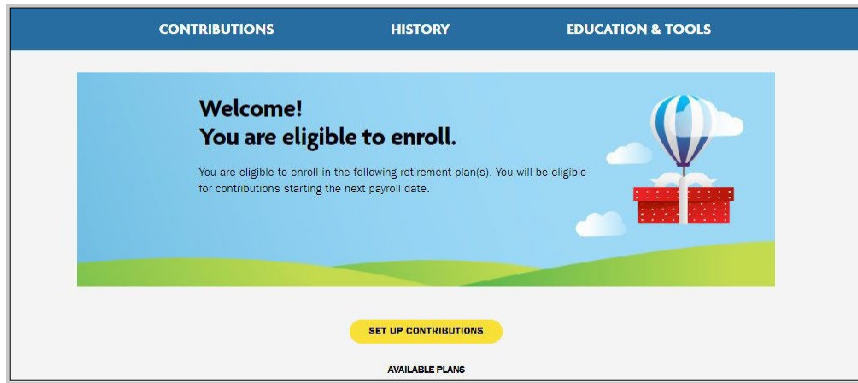 CONTRIBUTIONS HISTORY EDUCATION & TOOLS
Welcome!
You are eligible to enroll.
You are eligible to enroll in the following retirement plan(s). You will be eligible
for contributions starting the next payroll date.
SET UP CONTRIBUTIONS
AVAILABLE PLANS